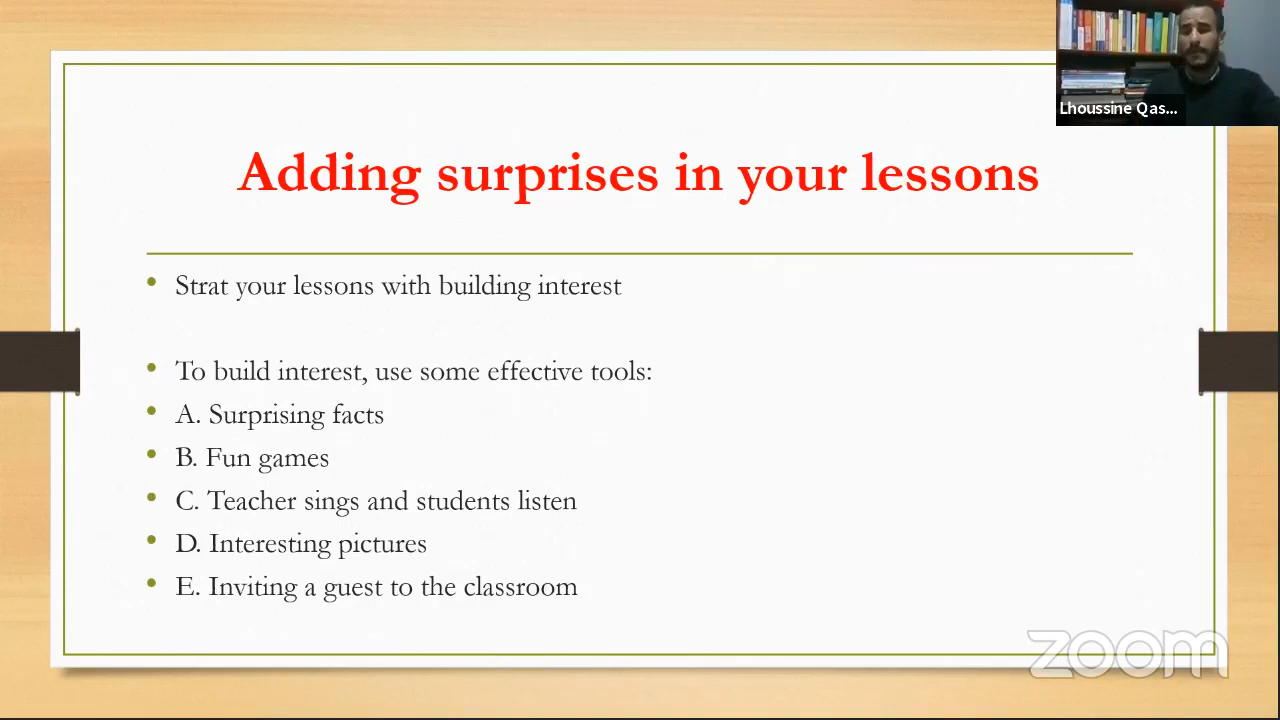 Lhoussine Qas...
Adding surprises in your lessons
• Strat your lessons with building interest
• To build interest, use some effective tools:
• A. Surprising facts
• B. Fun games
• C. Teacher sings and students listen
• D. Interesting pictures
• E. Inviting a guest to the classroom
zoom